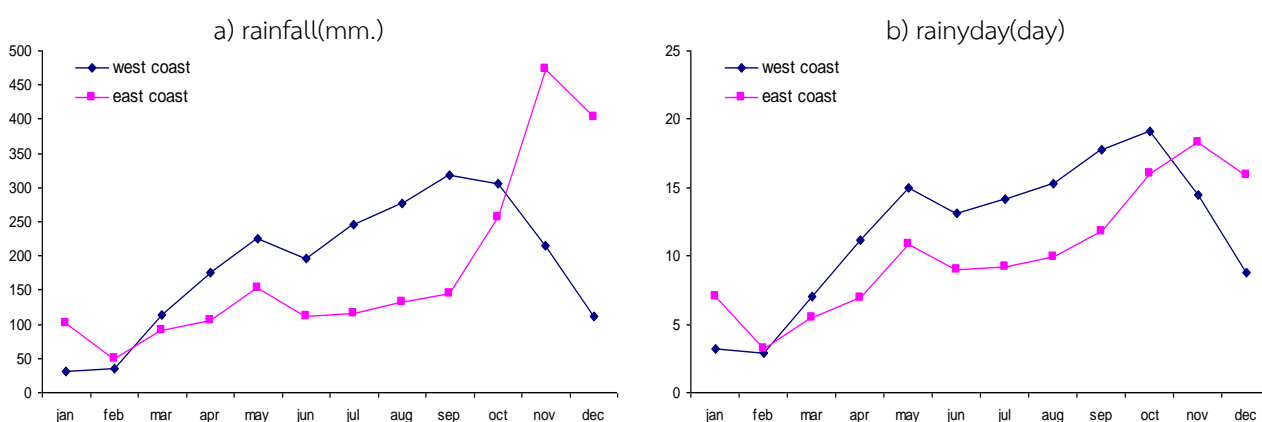 a) rainfall(mm.)
500
450
400
350
300
250
200
150
100
50
0
west coast
east coast
jan feb mar apr may jun jul aug sep oct nov dec
b) rainyday(day)
25
20
15
10
5
0
west coast
east coast
jan feb mar apr may jun jul aug sep oct nov dec